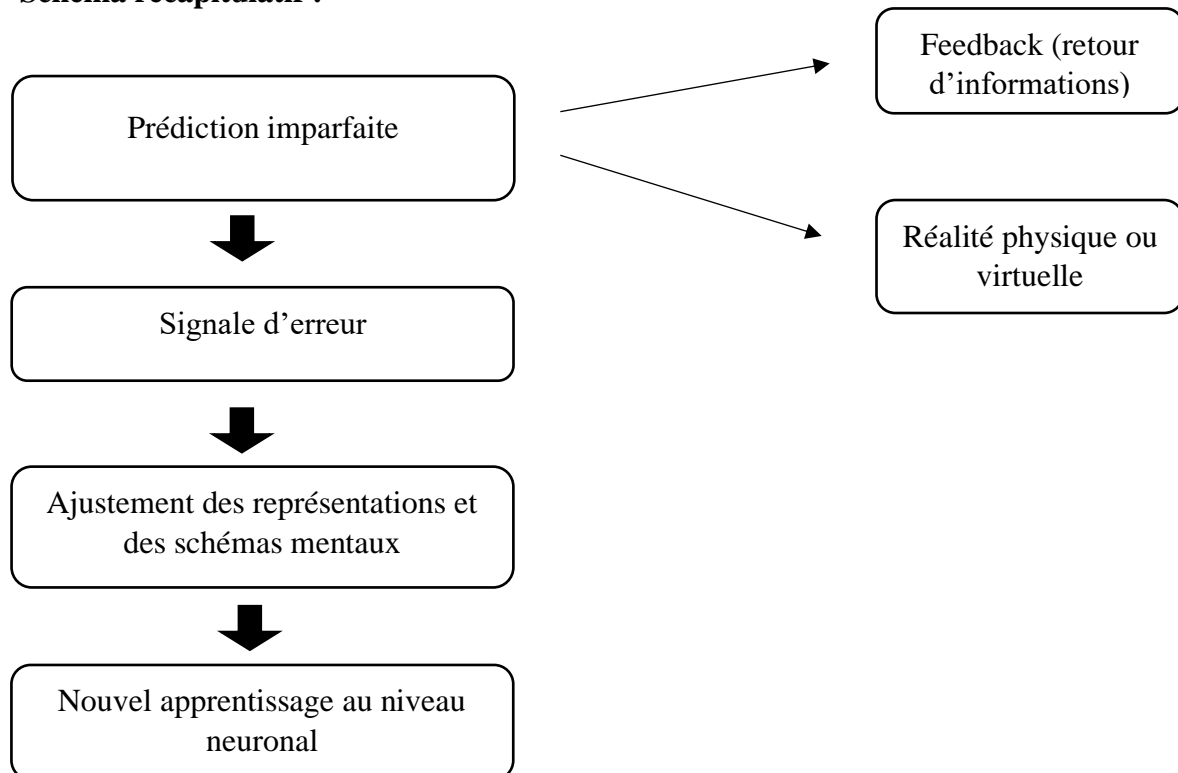 Schéma récapitulatif :
Prédiction imparfaite
Feedback (retour
d’informations)
Réalité physique ou
virtuelle
Signale d’erreur
Ajustement des représentations et
des schémas mentaux
Nouvel apprentissage au niveau
neuronal